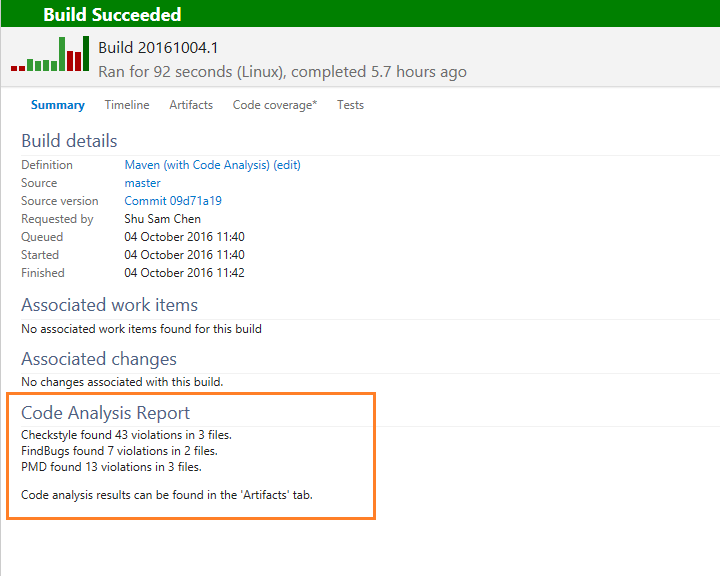 Build Succeeded
Build 20161004.1
Ran for 92 seconds (Linux), completed 5.7 hours ago
Summary Timeline Artifacts Code coverage* Tests
Build details
Definition Maven (with Code Analysis) (edit)
Source master
Source version Commit 09d71a19
Requested by Shu Sam Chen
Queued 04 October 2016 11:40
Started 04 October 2016 11:40
Finished 04 October 2016 11:42
Associated work items
No associated work items found for this build
Associated changes
No changes associated with this build.
Code Analysis Report
Checkstyle found 43 violations in 3 files.
FindBugs found 7 violations in 2 files.
PMD found 13 violations in 3 files.
Code analysis results can be found in the 'Artifacts' tab.